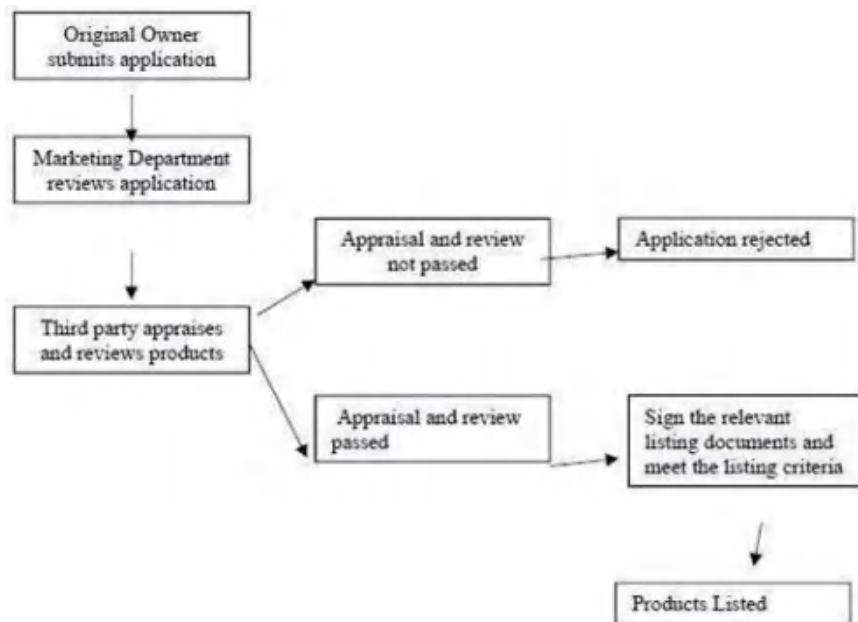 Original Owner
submits application
Marketing Department
reviews application
Appraisal and review
not passed
Application rejected
Third party appraises
and reviews products
Appraisal and review
passed
Sign the relevant
listing documents and
meet the listing criteria
Products Listed